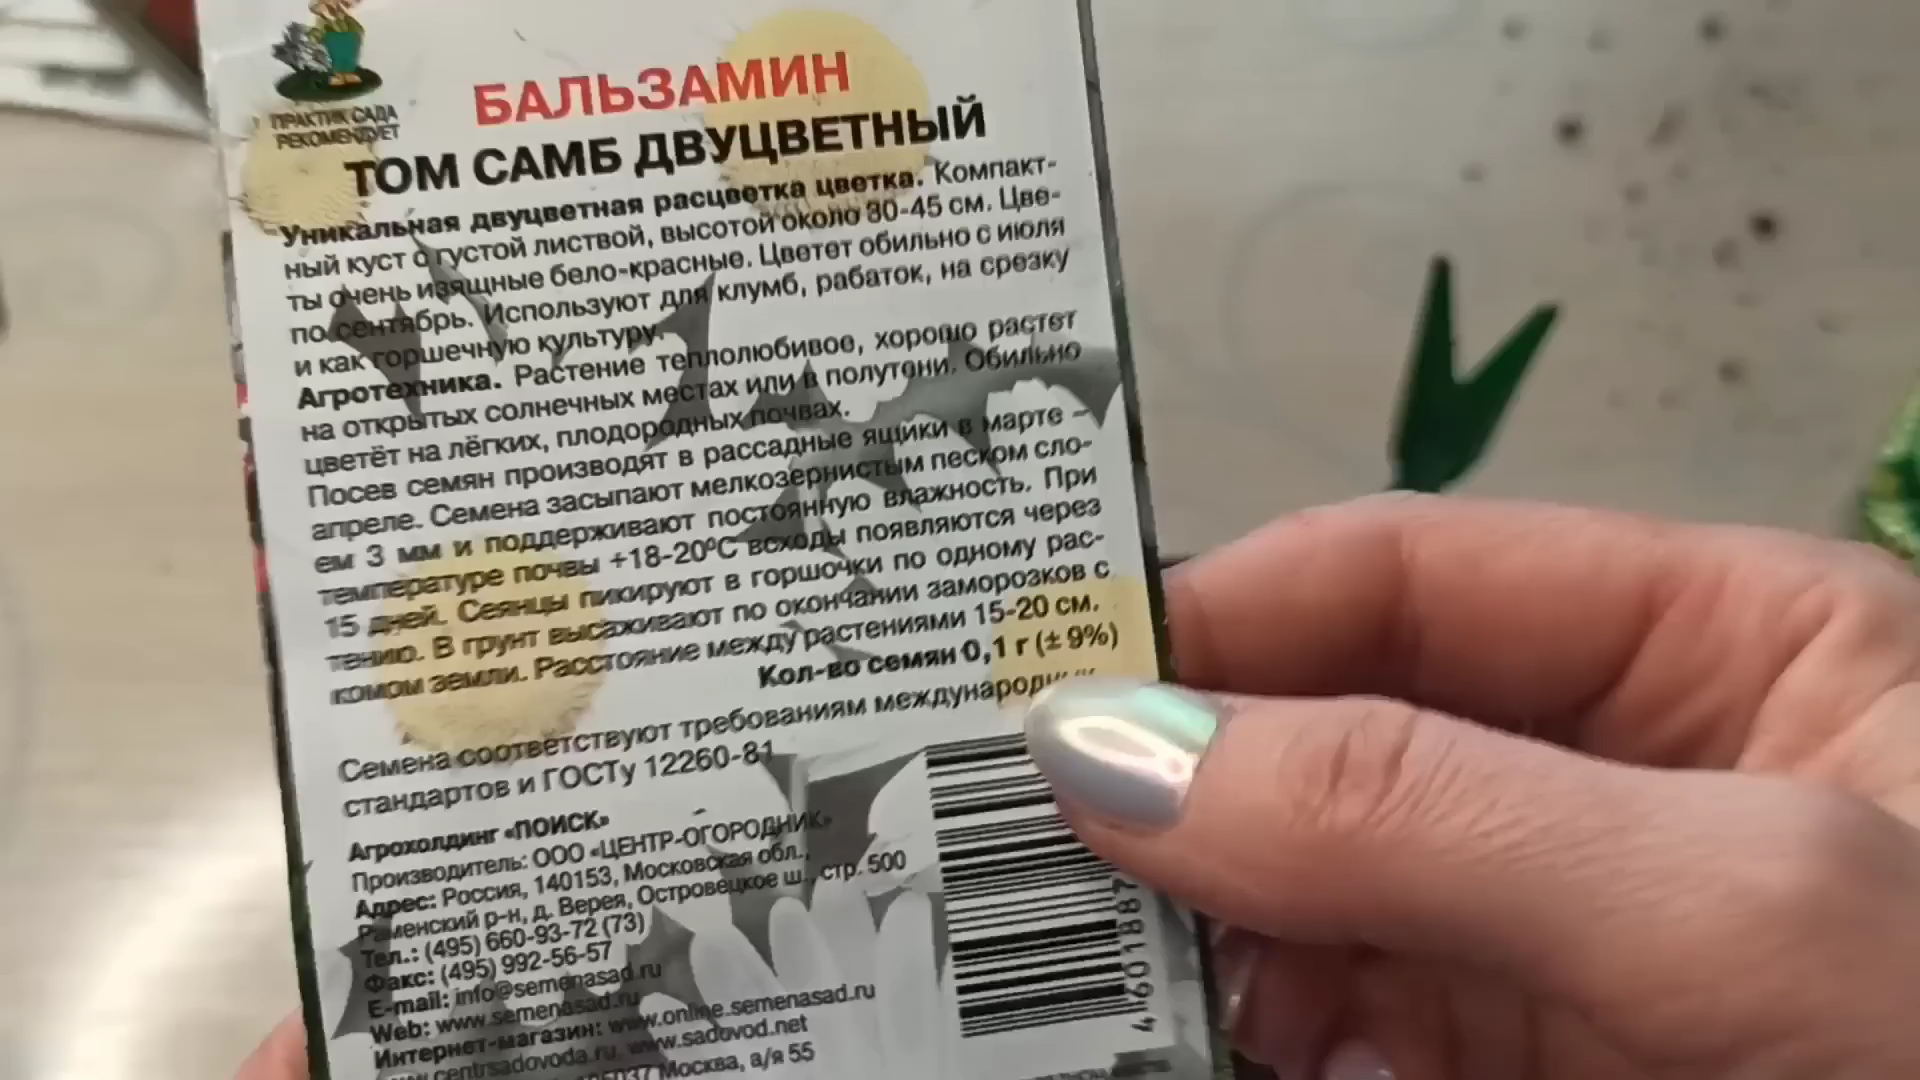 ПРАКТИК САДА
РЕКОМЕНДУЕТ
БАЛЬЗАМИН
ТОМ САМБ ДВУЦВЕТНЫЙ
Уникальная двуцветная расцветка цветка. Компакт-
ный куст с густой листвой, высотой около 30-45 см. Цве-
ты очень изящные бело-красные. Цветет обильно с июля
по сентябрь. Используют для клумб, рабаток, на срезку
и как горшечную культуру.
Агротехника. Растение теплолюбивое, хорошо растет
на открытых солнечных местах или в полутени. Обильно
цветёт на лёгких, плодородных почвах.
Посев семян производят в рассадные ящики в марте –
апреле. Семена засыпают мелкозернистым песком сло-
ем 3 мм и поддерживают постоянную влажность. При
температуре почвы +18-20ºС всходы появляются через
15 дней. Сеянцы пикируют в горшочки по одному рас-
тению. В грунт высаживают по окончании заморозков с
комом земли. Расстояние между растениями 15-20 см.
Кол-во семян 0,1 г (± 9%)
Семена соответствуют требованиям
стандартов и ГОСТу 12260-81
Агрохолдинг «ПОИСК»
Производитель: ООО «ЦЕНТР-ОГОРОДНИК»
Адрес: Россия, 140153, Московская обл.,
Раменский р-н, д. Верея, Островецкое ш., стр. 500
Тел.: (495) 660-93-72 (73)
Факс: (495) 992-56-57
E-mail: info@semenasad.ru
Web: www.semenasad.ru
Интернет-магазин: www.online.semenasad.ru
www.centrsadovoda.ru, www.sadovod.net
Москва, а/я 55
4 601887